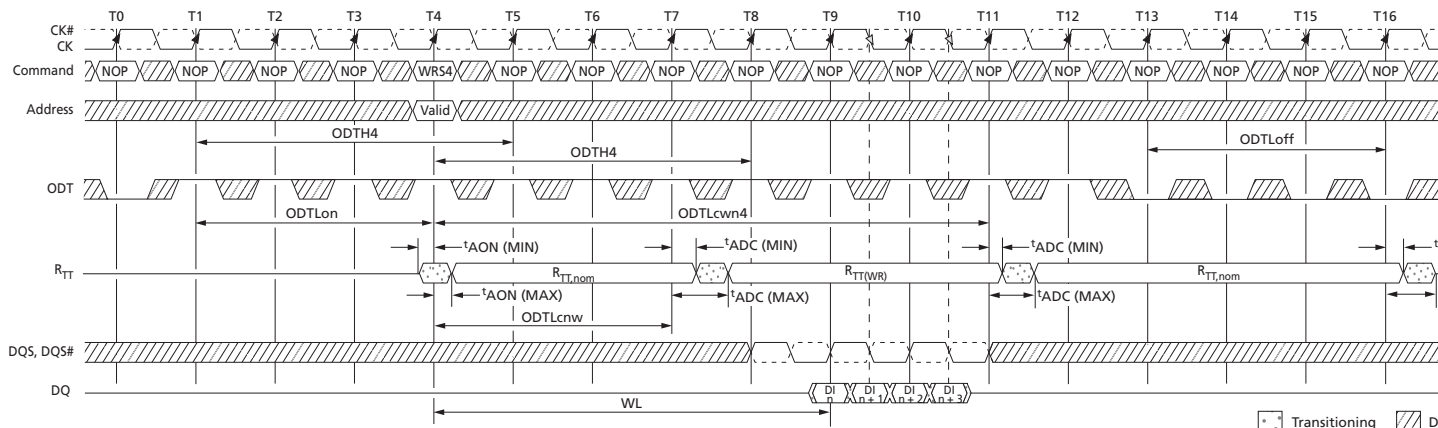 T0 T1 T2 T3 T4 T5 T6 T7 T8 T9 T10 T11 T12 T13 T14 T15 T16
CK#
CK
Command NOP NOP NOP NOP WRS4 NOP NOP NOP NOP NOP NOP NOP NOP NOP NOP NOP NOP
Address Valid
ODTH4 ODTLoff
ODTH4
ODT
ODTLon ODTLcwn4
tAON (MIN) tADC (MIN) tADC (MIN) t
RTT RTT,nom RTT(WR) RTT,nom
tAON (MAX) tADC (MAX) tADC (MAX)
ODTLcnw
DQS, DQS#
DQ DI n DI n + 1 DI n + 2 DI n + 3
WL
Transitioning D